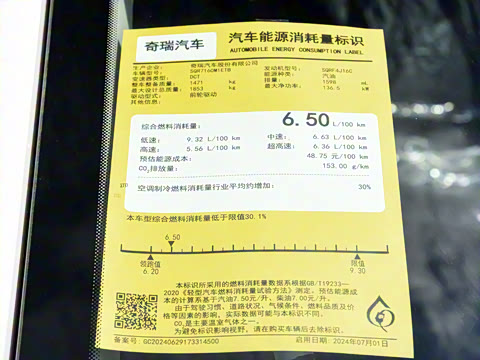 奇瑞汽车
汽车能源消耗量标识
AUTOMOBILE ENERGY CONSUMPTION LABEL
生产企业: 奇瑞汽车股份有限公司
车辆型号: SQR7160M1ETB 发动机型号: SQRF4J16C
变速器类型: DCT 能源种类: 汽油
整车整备质量: 1471 kg 排量: 1598 mL
最大设计总质量: 1853 kg 最大净功率: 136.5 kW
驱动型式: 前轮驱动
其他信息:
综合燃料消耗量: 6.50 L/100 km
低速: 9.32 L/100 km 中速: 6.63 L/100 km
高速: 5.56 L/100 km 超高速: 6.36 L/100 km
预估能源成本: 48.75 元/100 km
CO2排放量: 153.00 g/km
空调制冷燃料消耗量行业平均约增加: 30%
本车型综合燃料消耗量低于限值30.1%
6.50
领跑值 限值
6.20 9.30
本标识所采用的燃料消耗量数据系根据GB/T19233—
2020《轻型汽车燃料消耗量试验方法》测定。预估能源成
本的计算系基于汽油7.50元/升、柴油7.00元/升。
由于驾驶习惯、道路状况、气候条件、燃料品质及价
格等因素的影响,实际数据可能与本标识不同。
CO2是主要温室气体之一。
为避免标识影响视野,请在购买车辆后去除标识。
备案号: GC20240629173314500 启用日期: 2024年07月01日